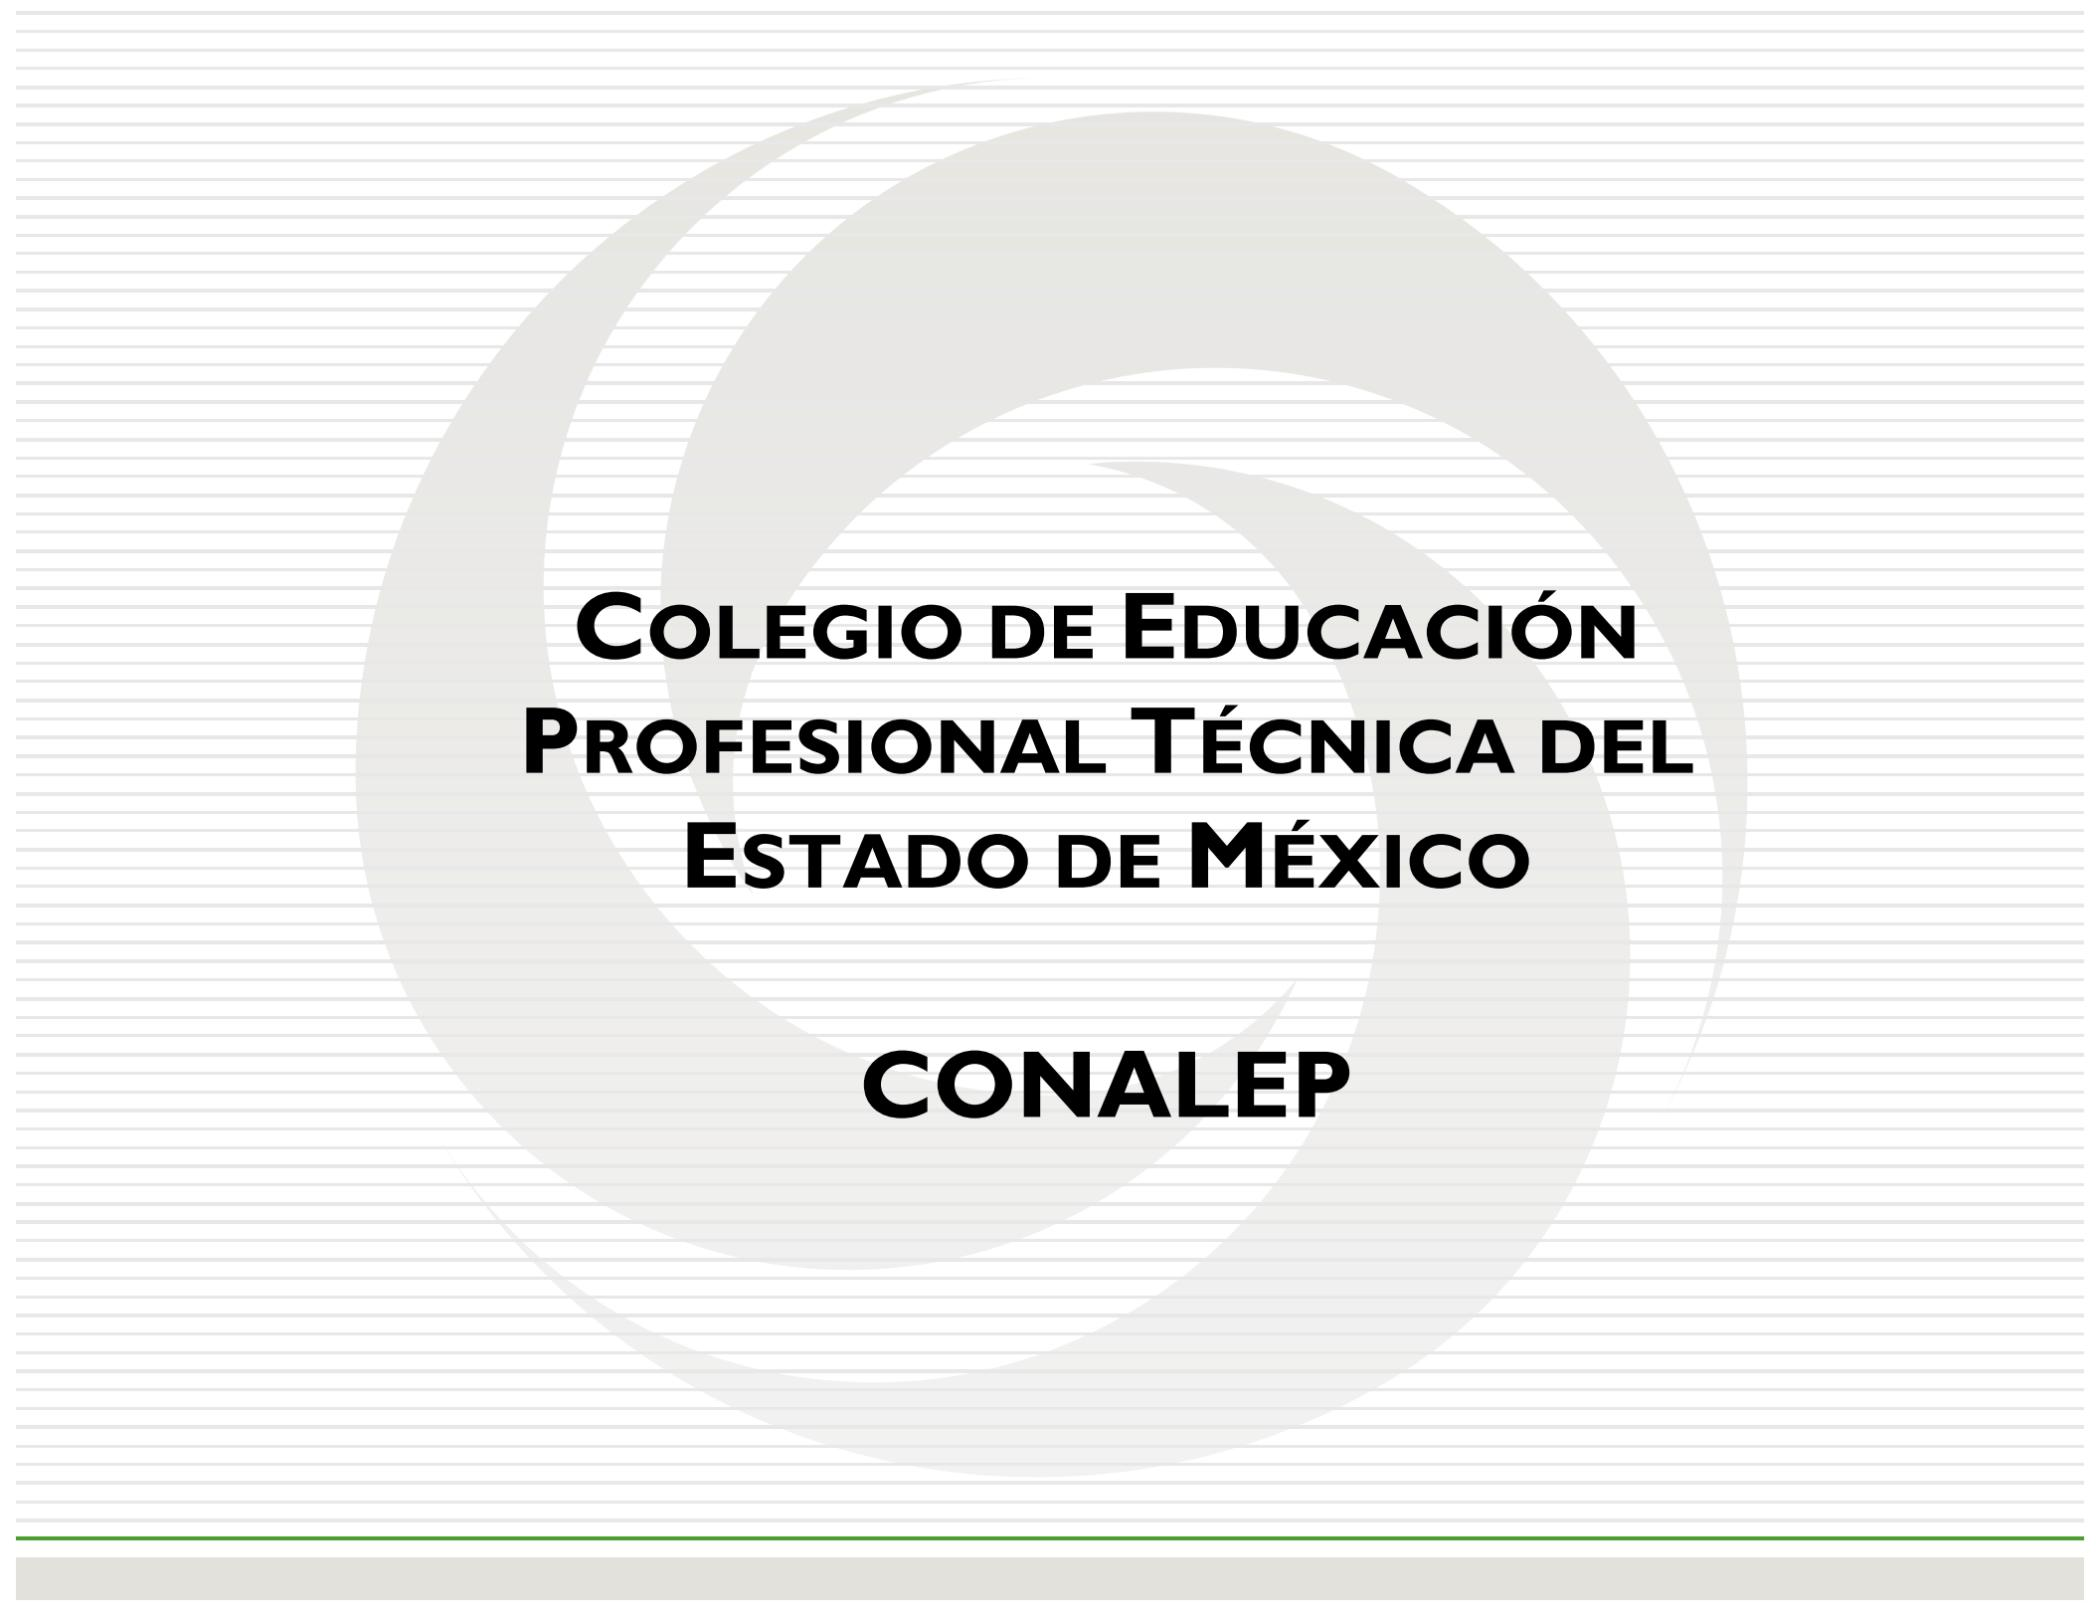 COLEGIO DE EDUCACIÓN
PROFESIONAL TÉCNICA DEL
ESTADO DE MÉXICO
CONALEP